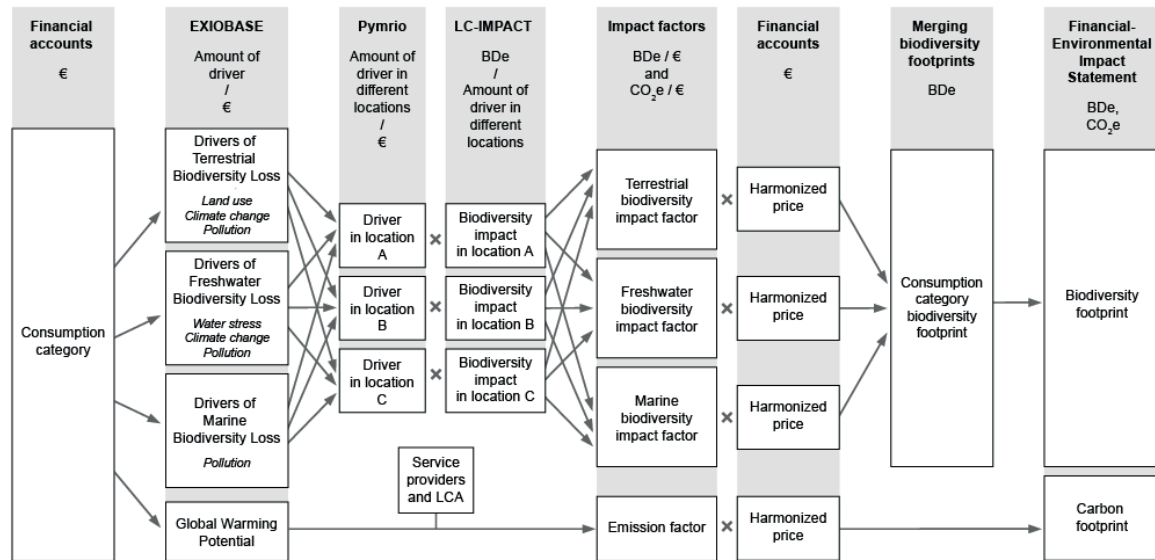 Financial
accounts
€
EXIOBASE
Amount of
driver
/
€
Pymrio
Amount of
driver in
different
locations
/
€
LC-IMPACT
BDe
/
Amount of
driver in
different
locations
Impact factors
BDe / €
and
CO₂e / €
Financial
accounts
€
Merging
biodiversity
footprints
BDe
Financial-
Environmental
Impact
Statement
BDe,
CO₂e
Consumption
category
Drivers of
Terrestrial
Biodiversity Loss
Land use
Climate change
Pollution
Drivers of
Freshwater
Biodiversity Loss
Water stress
Climate change
Pollution
Drivers of
Marine
Biodiversity Loss
Pollution
Global Warming
Potential
Driver
in location
A
×
Biodiversity
impact
in location A
Driver
in location
B
×
Biodiversity
impact
in location B
Driver
in location
C
×
Biodiversity
impact
in location C
Service
providers
and LCA
Terrestrial
biodiversity
impact factor
×
Harmonized
price
Freshwater
biodiversity
impact factor
×
Harmonized
price
Marine
biodiversity
impact factor
×
Harmonized
price
Emission factor
×
Harmonized
price
Consumption
category
biodiversity
footprint
Biodiversity
footprint
Carbon
footprint